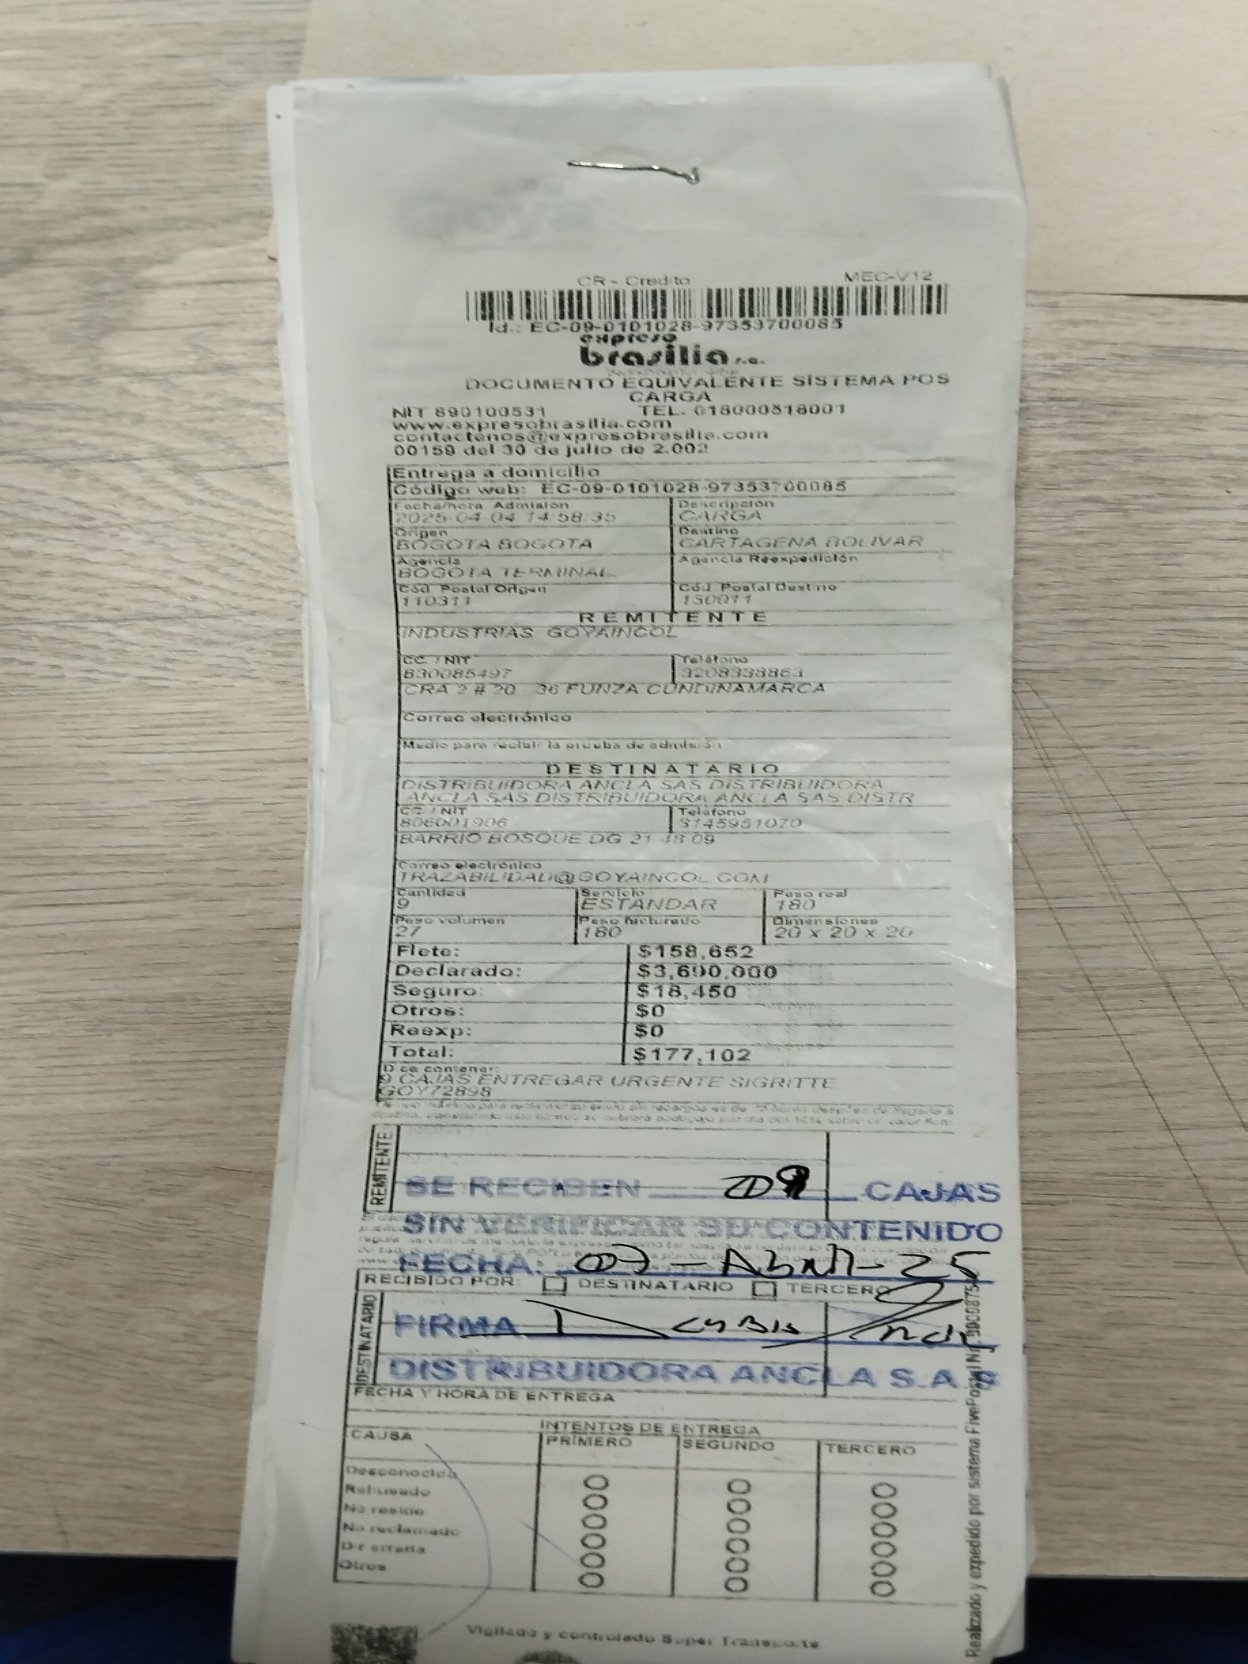 CR - Credito MEC-V12
Id.: EC-09-0101028-97353700085
expreso
brasilia s.a.
DOCUMENTO EQUIVALENTE SISTEMA POS
CARGA
NIT 890100531 TEL. 018000518001
www.expresobrasilia.com
contactenos@expresobrasilia.com
00159 del 30 de julio de 2.002
Entrega a domicilio
Código web: EC-09-0101028-97353700085
Fecha/hora Admisión Descripción
2025-04-04 14:58:35 CARGA
Origen Destino
BOGOTA BOGOTA CARTAGENA BOLIVAR
Agencia Agencia Reexpedición
BOGOTA TERMINAL
Cód. Postal Origen Cód. Postal Destino
110311 130011
REMITENTE
INDUSTRIAS GOYAINCOL
CC / NIT Teléfono
830085497 3208338863
CRA 2 # 20 36 FUNZA CUNDINAMARCA
Correo electrónico
Medio para recibir la prueba de admisión
DESTINATARIO
DISTRIBUIDORA ANCLA SAS DISTRIBUIDORA
ANCLA SAS DISTRIBUIDORA ANCLA SAS DISTR
CC / NIT Teléfono
806001906 3145951070
BARRIO BOSQUE DG 21 48 09
Correo electrónico
TRAZABILIDAD@GOYAINCOL.COM
Cantidad Servicio Peso real
9 ESTANDAR 180
Peso volumen Peso facturado Dimensiones
27 180 20 x 20 x 20
Flete: $158,652
Declarado: $3,690,000
Seguro: $18,450
Otros: $0
Reexp: $0
Total: $177,102
Dice contener:
9 CAJAS ENTREGAR URGENTE SIGRITTE
GOY72898
REMITENTE
SE RECIBEN 09 CAJAS
SIN VERIFICAR SU CONTENIDO
FECHA: 07-Abril-25
RECIBIDO POR: DESTINATARIO TERCERO
DESTINATARIO
FIRMA
DISTRIBUIDORA ANCLA S.A.S
FECHA Y HORA DE ENTREGA
INTENTOS DE ENTREGA
CAUSA PRIMERO SEGUNDO TERCERO
Desconocido
Rehusado
No reside
No reclamado
Dir errada
Otros
Vigilado y controlado Super Transporte
Realizado y expedido por sistema FivePostal